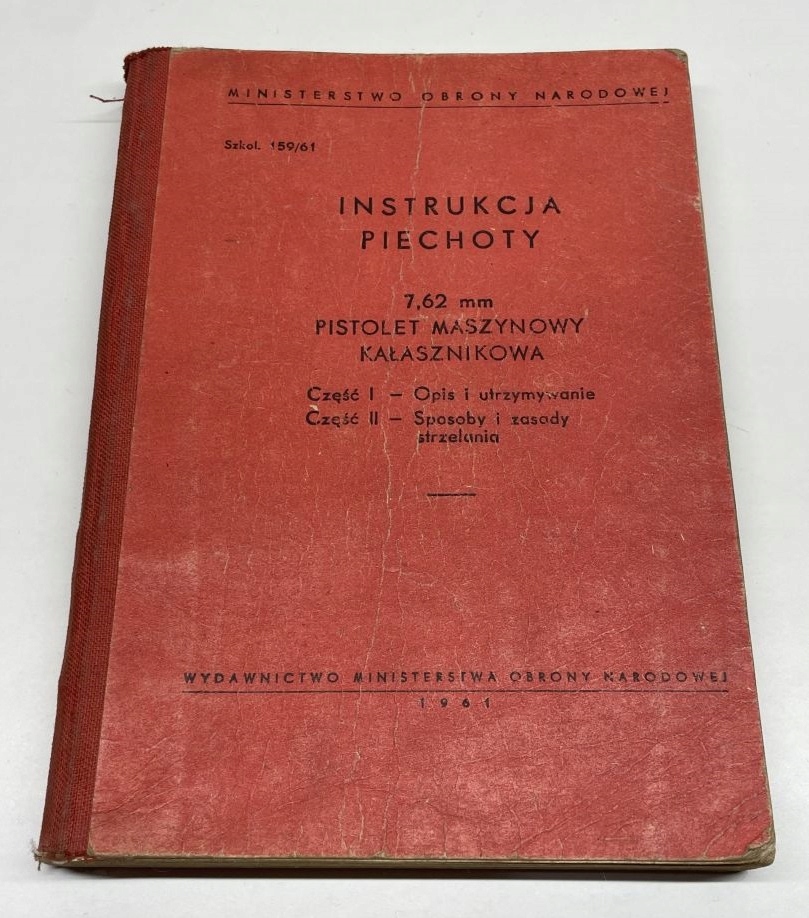 MINISTERSTWO OBRONY NARODOWEJ
Szkol. 159/61
INSTRUKCJA
PIECHOTY
7,62 mm
PISTOLET MASZYNOWY
KAŁASZNIKOWA
Część I — Opis i utrzymywanie
Część II — Sposoby i zasady
strzelania
WYDAWNICTWO MINISTERSTWA OBRONY NARODOWEJ
1961